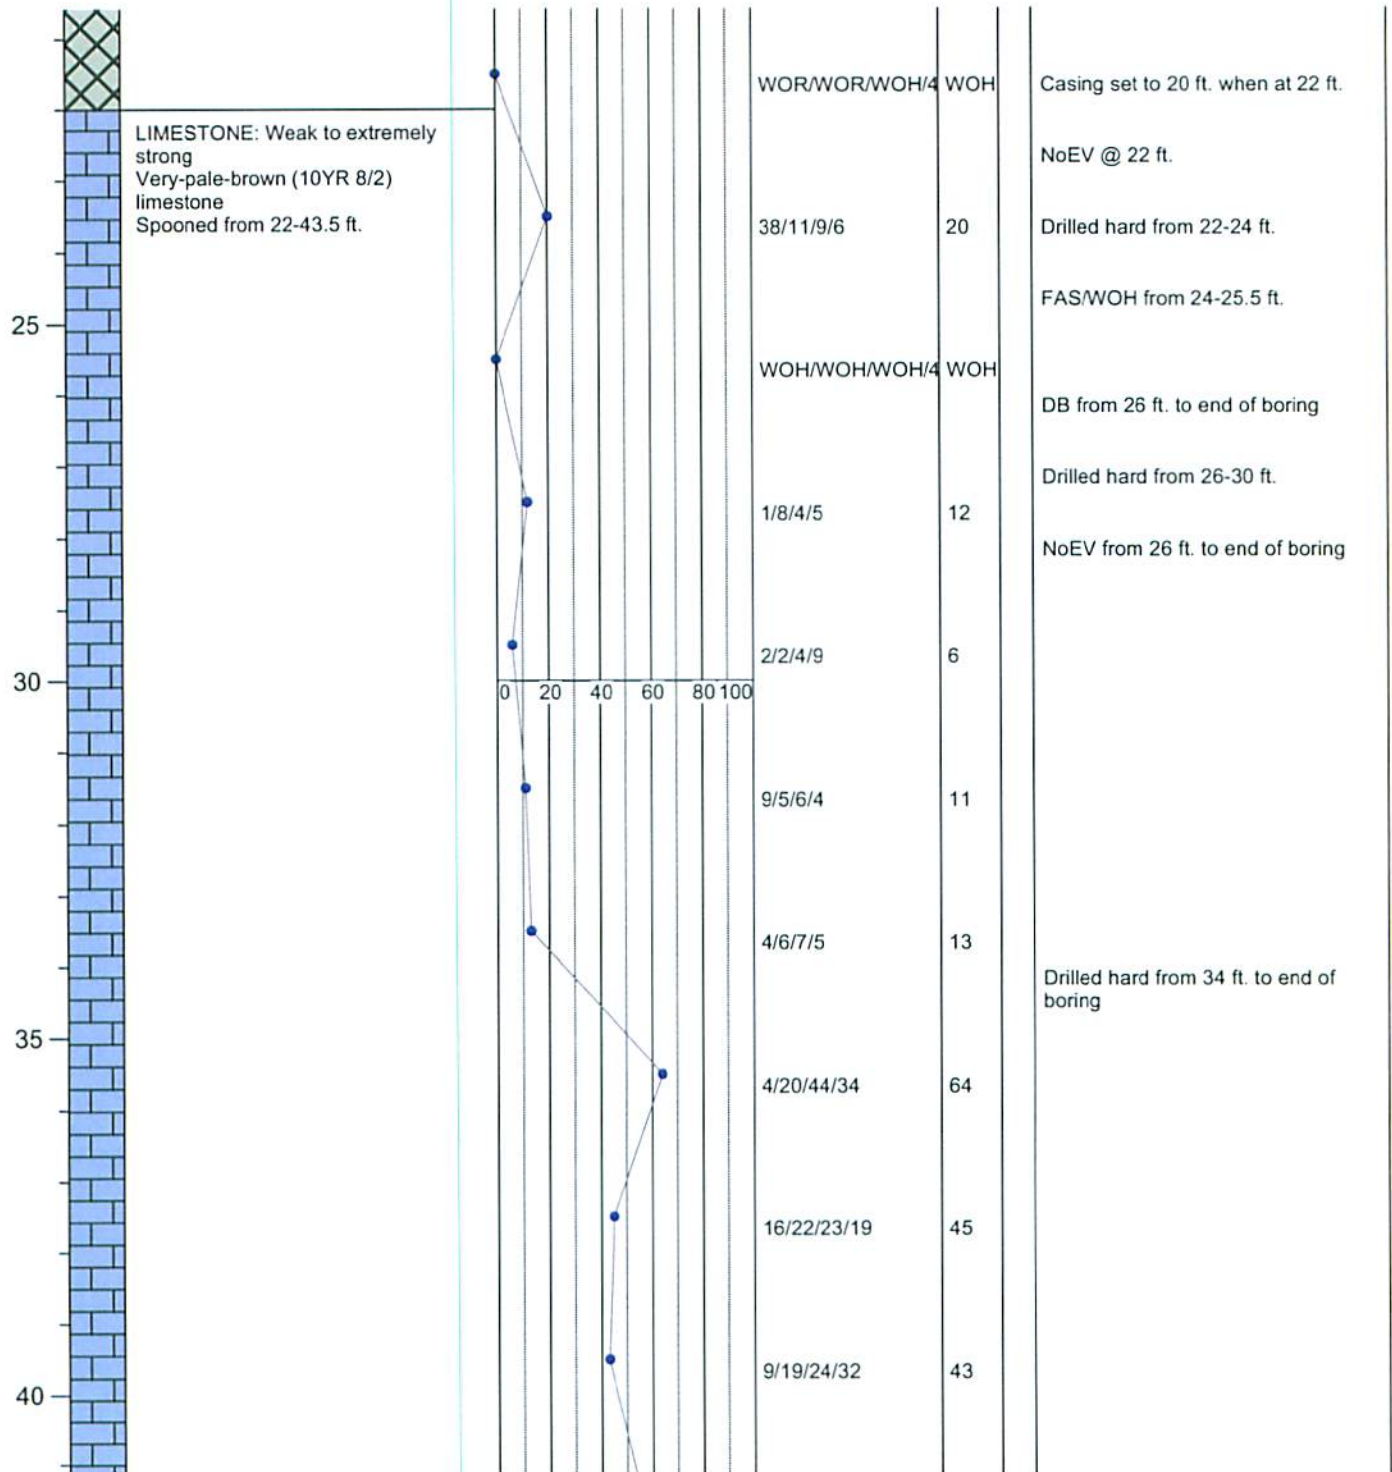 WOR/WOR/WOH/4 WOH Casing set to 20 ft. when at 22 ft.
LIMESTONE: Weak to extremely
strong
Very-pale-brown (10YR 8/2)
limestone
Spooned from 22-43.5 ft.
NoEV @ 22 ft.
38/11/9/6 20 Drilled hard from 22-24 ft.
FAS/WOH from 24-25.5 ft.
25
WOH/WOH/WOH/4 WOH
DB from 26 ft. to end of boring
Drilled hard from 26-30 ft.
1/8/4/5 12
NoEV from 26 ft. to end of boring
2/2/4/9 6
30
0 20 40 60 80 100
9/5/6/4 11
4/6/7/5 13
Drilled hard from 34 ft. to end of
boring
35
4/20/44/34 64
16/22/23/19 45
9/19/24/32 43
40